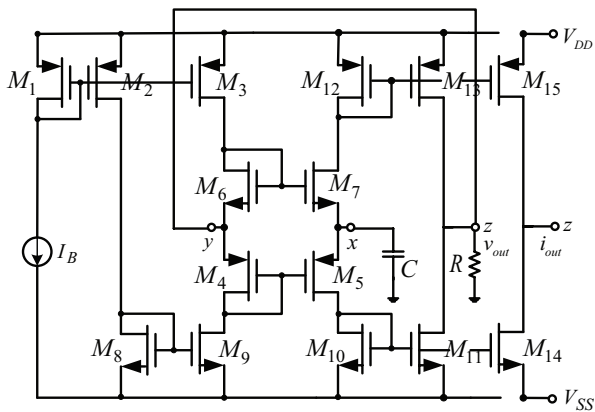 V_DD
M_1
M_2
M_3
M_12
M_13
M_15
M_6
M_7
y
x
z
z
v_out
i_out
I_B
M_4
M_5
C
R
M_8
M_9
M_10
M_11
M_14
V_SS